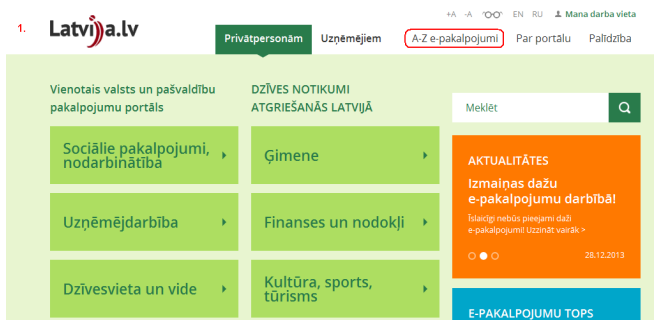 1.
Latvija.lv
+A -A EN RU Mana darba vieta
Privātpersonām Uzņēmējiem A-Z e-pakalpojumi Par portālu Palīdzība
Vienotais valsts un pašvaldību
pakalpojumu portāls
DZĪVES NOTIKUMI
ATGRIEŠANĀS LATVIJĀ
Meklēt
Sociālie pakalpojumi,
nodarbinātība
Ģimene
AKTUALITĀTES
Izmaiņas dažu
e-pakalpojumu darbībā!
Īslaicīgi nebūs pieejami daži
e-pakalpojumi! Uzzināt vairāk >
28.12.2013
Uzņēmējdarbība
Finanses un nodokļi
Dzīvesvieta un vide
Kultūra, sports,
tūrisms
E-PAKALPOJUMU TOPS